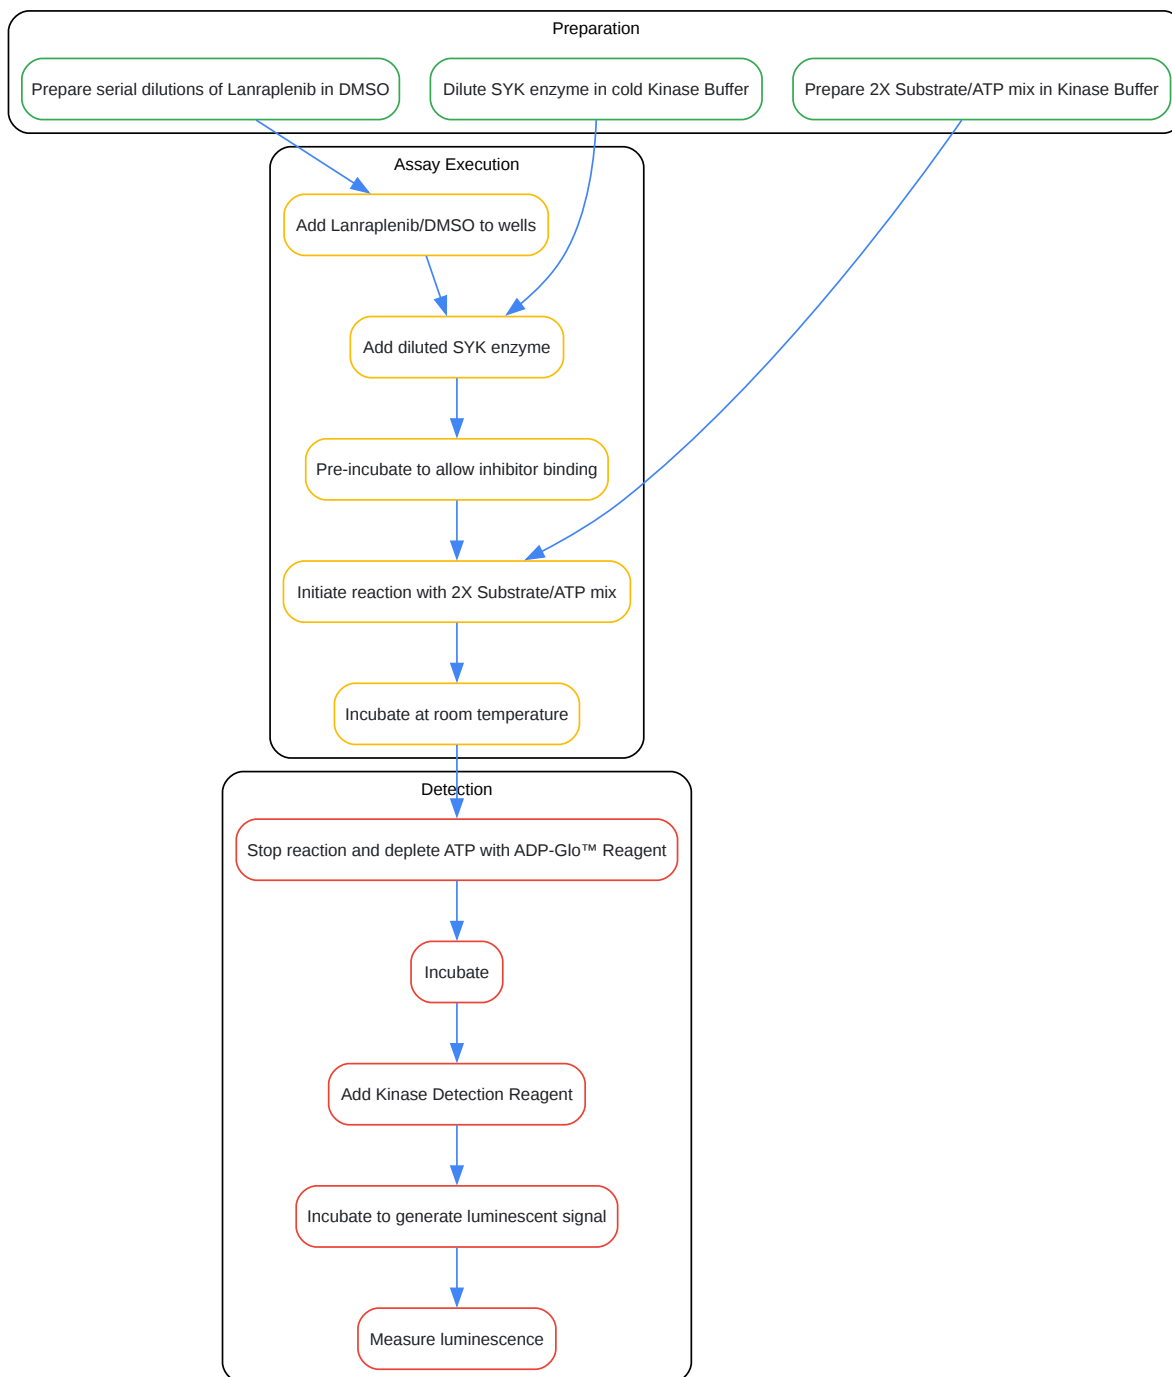 Preparation
Prepare serial dilutions of Lanraplenib in DMSO
Dilute SYK enzyme in cold Kinase Buffer
Prepare 2X Substrate/ATP mix in Kinase Buffer
Assay Execution
Add Lanraplenib/DMSO to wells
Add diluted SYK enzyme
Pre-incubate to allow inhibitor binding
Initiate reaction with 2X Substrate/ATP mix
Incubate at room temperature
Detection
Stop reaction and deplete ATP with ADP-Glo™ Reagent
Incubate
Add Kinase Detection Reagent
Incubate to generate luminescent signal
Measure luminescence